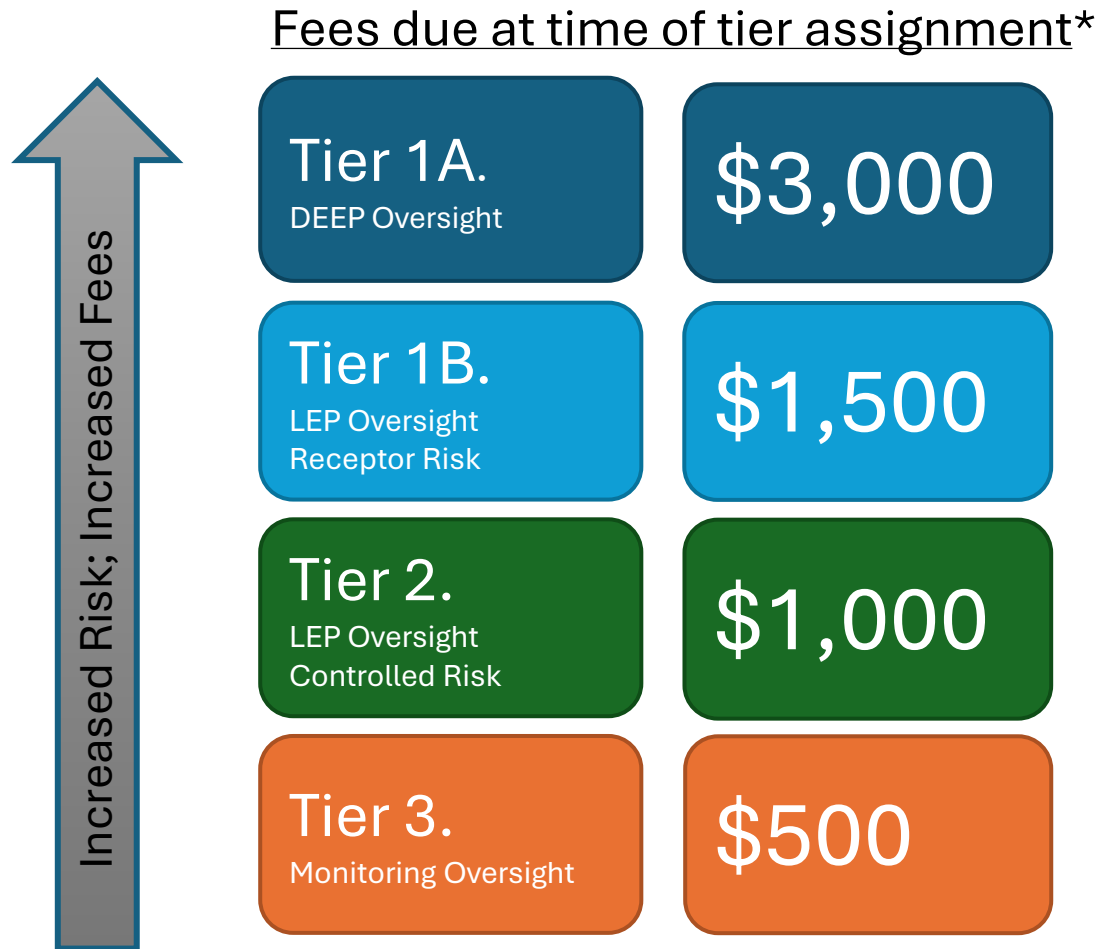 Fees due at time of tier assignment*
Increased Risk; Increased Fees
Tier 1A.
DEEP Oversight
$3,000
Tier 1B.
LEP Oversight
Receptor Risk
$1,500
Tier 2.
LEP Oversight
Controlled Risk
$1,000
Tier 3.
Monitoring Oversight
$500